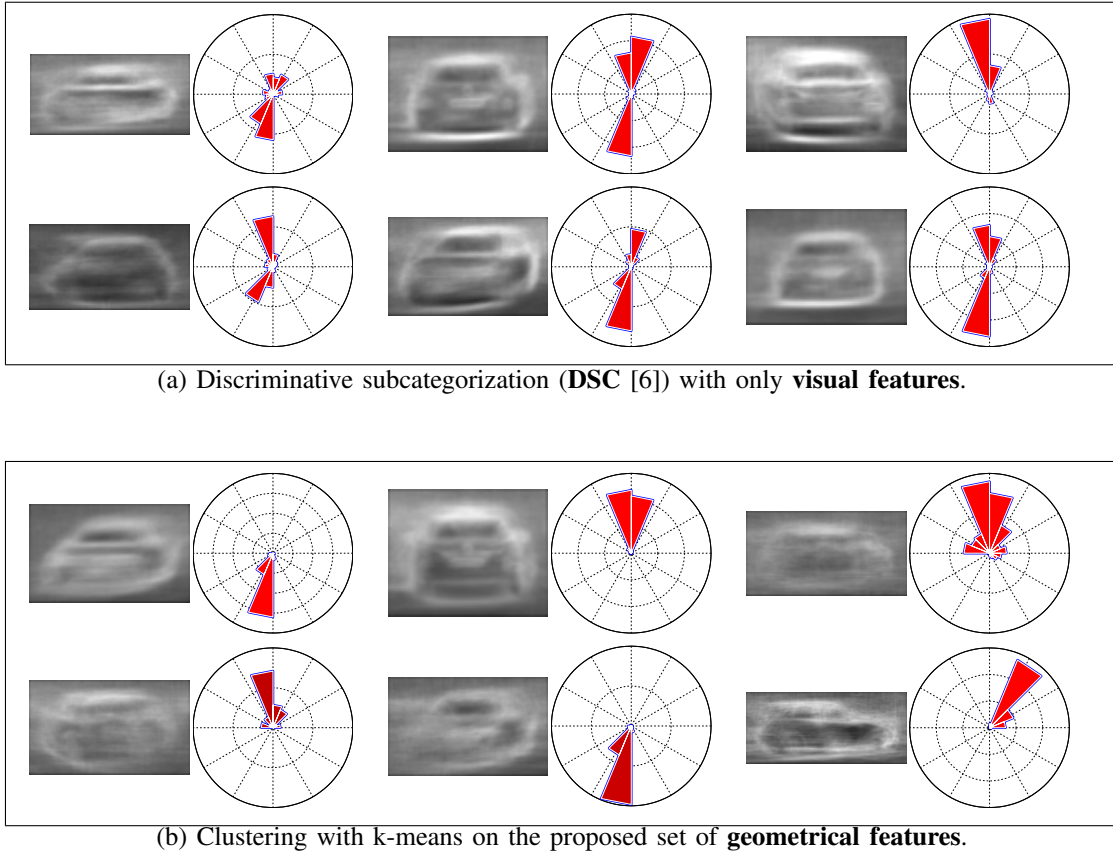 (a) Discriminative subcategorization (DSC [6]) with only visual features.
(b) Clustering with k-means on the proposed set of geometrical features.